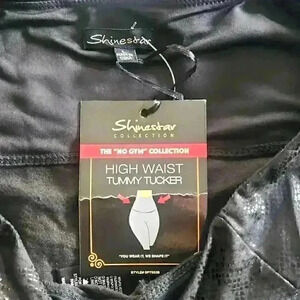 Shinestar
Shinestar
COLLECTION
THE "NO GYM" COLLECTION
HIGH WAIST
TUMMY TUCKER
"YOU WEAR IT, WE SHAPE IT"